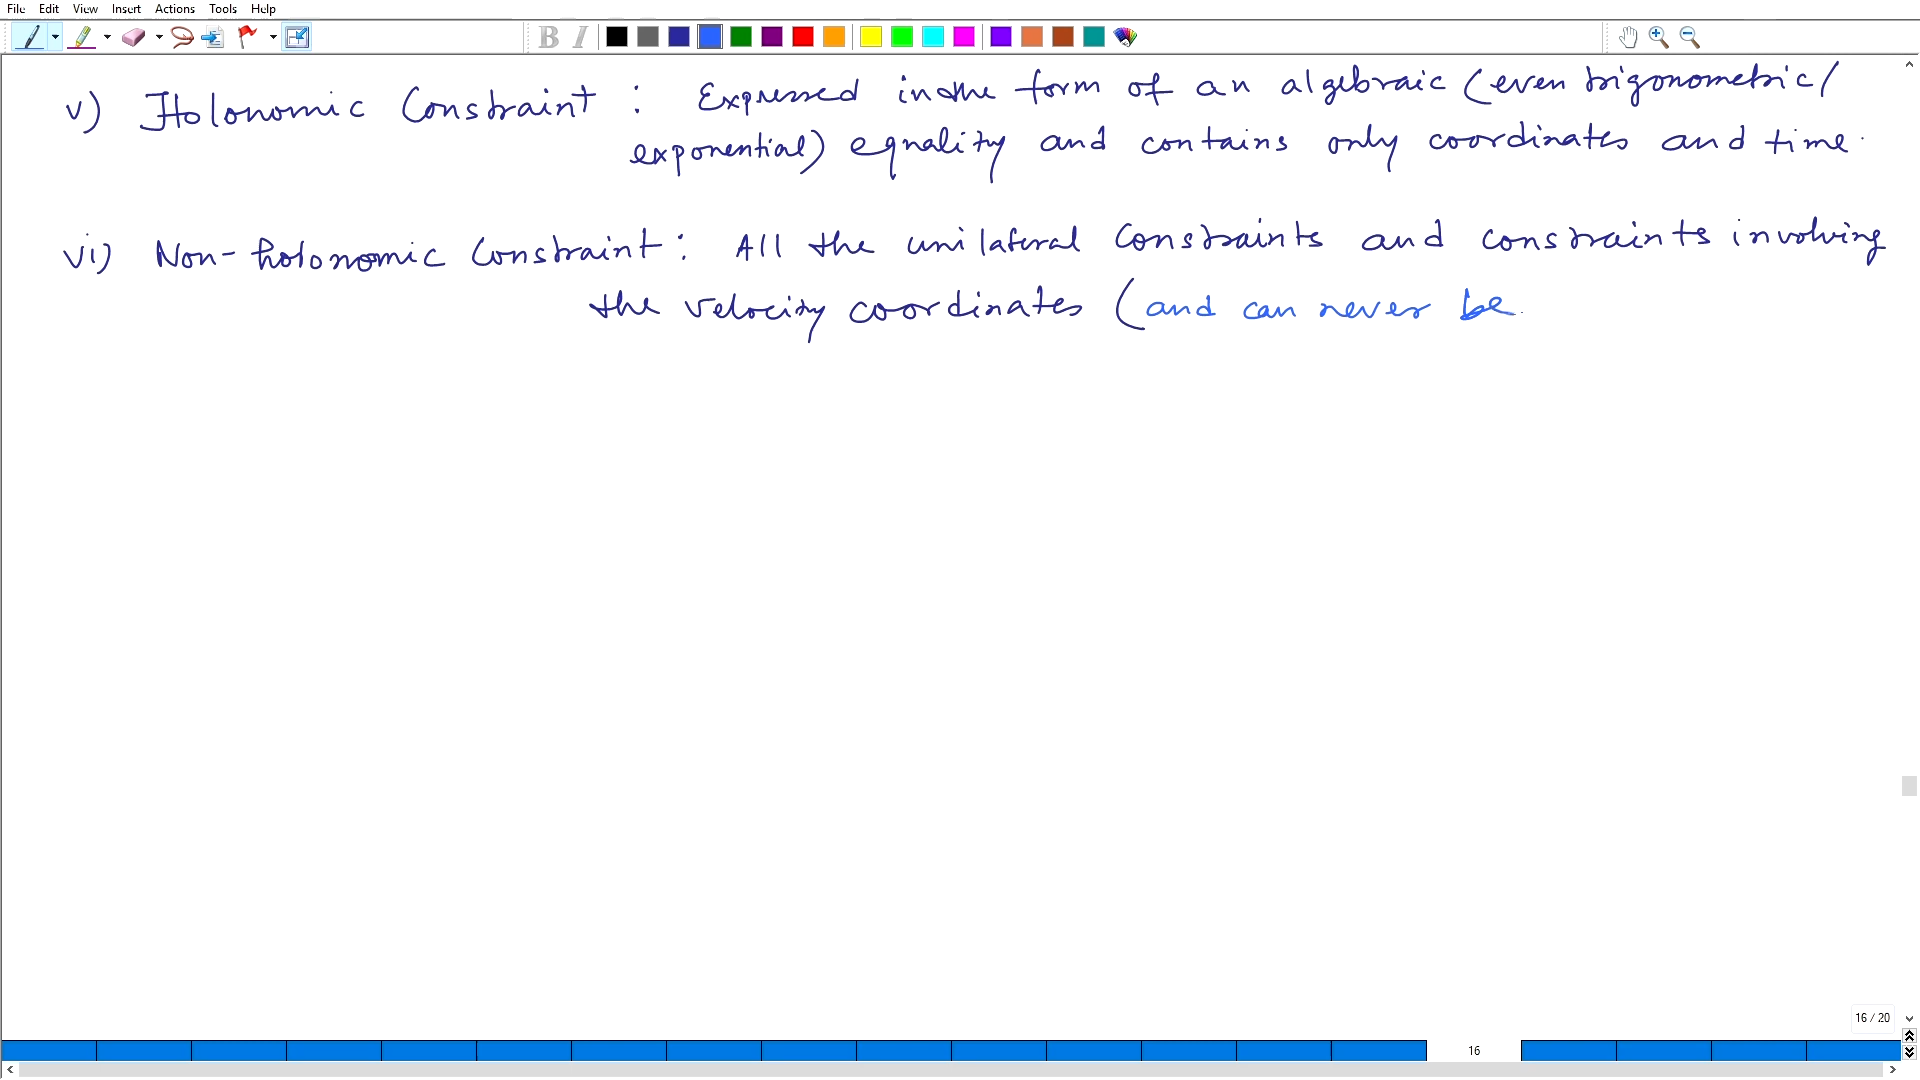 File Edit View Insert Actions Tools Help
B I
v) Holonomic Constraint : Expressed in the form of an algebraic (even trigonometric/
exponential) equality and contains only coordinates and time.
vi) Non-holonomic Constraint : All the unilateral constraints and constraints involving
the velocity coordinates (and can never be
16 / 20
16